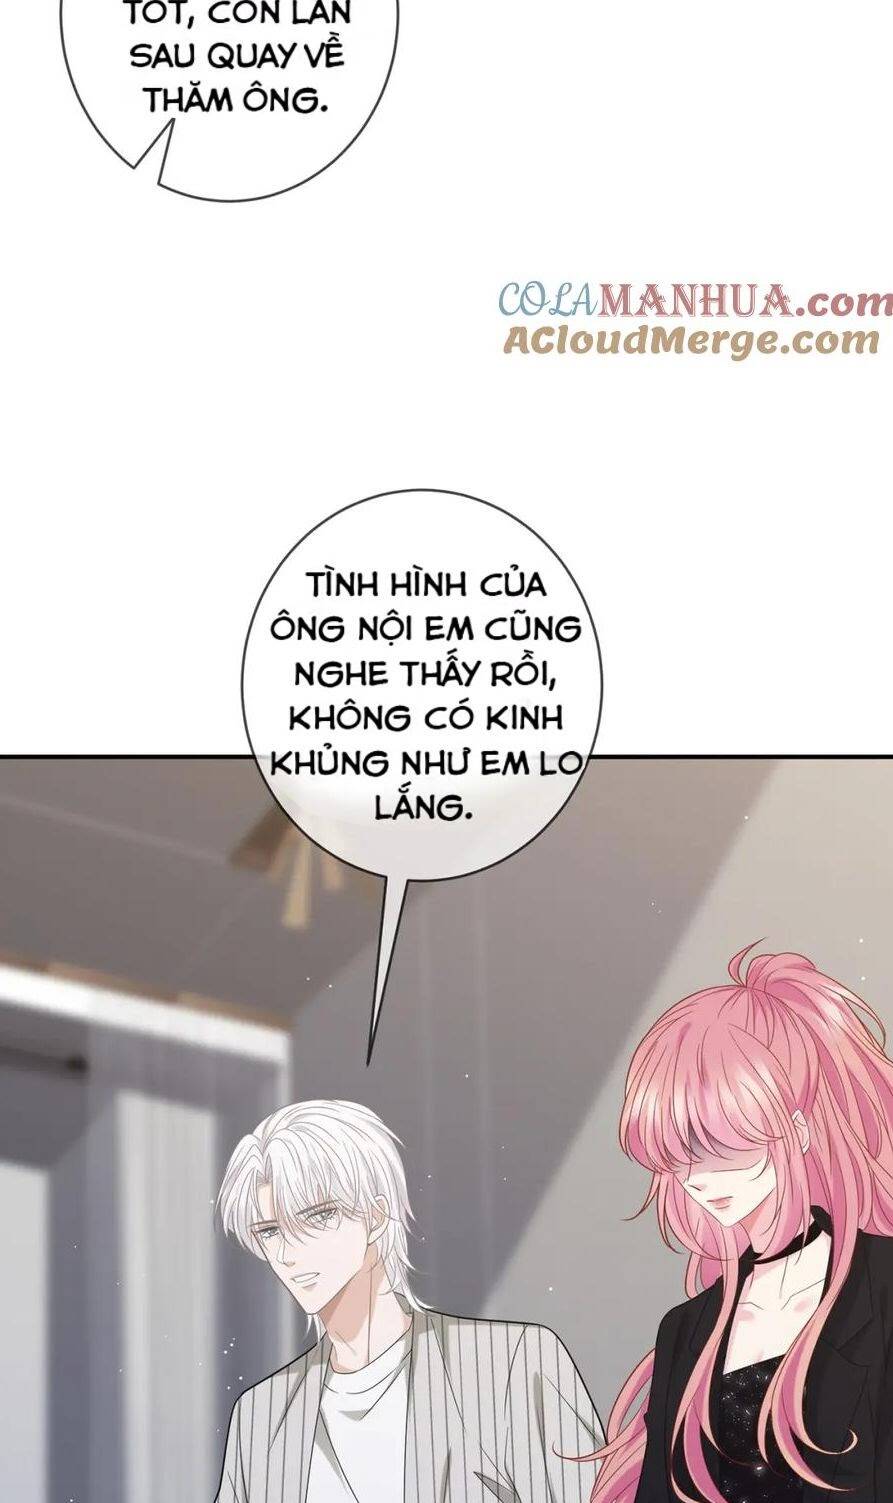 TỐT, CON LẦN
SAU QUAY VỀ
THĂM ÔNG.
COLAMANHUA.com
ACloudMerge.com
TÌNH HÌNH CỦA
ÔNG NỘI EM CŨNG
NGHE THẤY RỒI,
KHÔNG CÓ KINH
KHỦNG NHƯ EM LO
LẮNG.